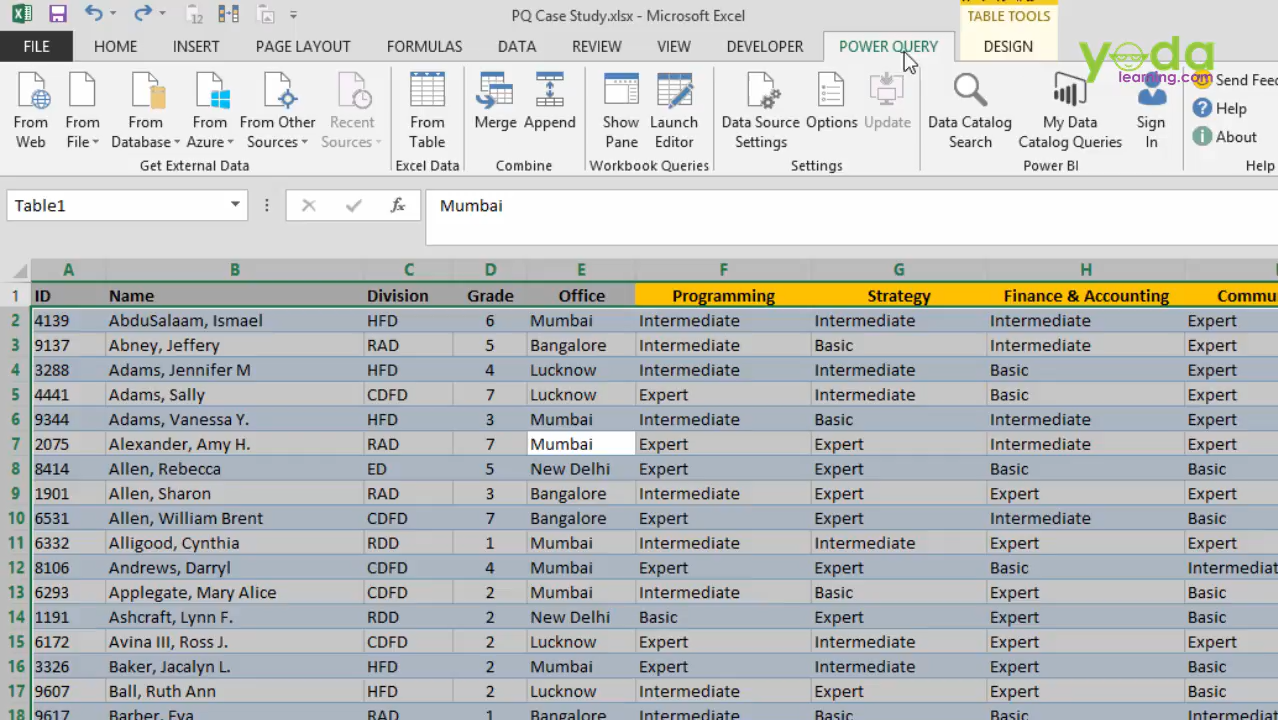 PQ Case Study.xlsx - Microsoft Excel
TABLE TOOLS
FILE HOME INSERT PAGE LAYOUT FORMULAS DATA REVIEW VIEW DEVELOPER POWER QUERY DESIGN
yoda
learning.com
From Web
From File
From Database
From Azure
From Other Sources
Recent Sources
From Table
Merge
Append
Show Pane
Launch Editor
Data Source Settings
Options
Update
Data Catalog Search
My Data Catalog Queries
Sign In
Send Feed
Help
About
Get External Data Excel Data Combine Workbook Queries Settings Power BI Help
Table1 fx Mumbai
A B C D E F G H
1 ID Name Division Grade Office Programming Strategy Finance & Accounting Commu
2 4139 AbduSalaam, Ismael HFD 6 Mumbai Intermediate Intermediate Intermediate Expert
3 9137 Abney, Jeffery RAD 5 Bangalore Intermediate Basic Intermediate Expert
4 3288 Adams, Jennifer M HFD 4 Lucknow Intermediate Intermediate Basic Expert
5 4441 Adams, Sally CDFD 7 Lucknow Expert Intermediate Basic Expert
6 9344 Adams, Vanessa Y. HFD 3 Mumbai Intermediate Basic Intermediate Expert
7 2075 Alexander, Amy H. RAD 7 Mumbai Expert Expert Intermediate Expert
8 8414 Allen, Rebecca ED 5 New Delhi Expert Expert Basic Basic
9 1901 Allen, Sharon RAD 3 Bangalore Intermediate Expert Expert Expert
10 6531 Allen, William Brent CDFD 7 Bangalore Expert Expert Intermediate Basic
11 6332 Alligood, Cynthia RDD 1 Mumbai Intermediate Intermediate Expert Expert
12 8106 Andrews, Darryl CDFD 4 Mumbai Expert Expert Basic Intermediat
13 6293 Applegate, Mary Alice CDFD 2 Mumbai Intermediate Basic Expert Expert
14 1191 Ashcraft, Lynn F. RDD 2 New Delhi Basic Expert Expert Expert
15 6172 Avina III, Ross J. CDFD 2 Lucknow Expert Intermediate Expert Expert
16 3326 Baker, Jacalyn L. HFD 2 Mumbai Expert Intermediate Expert Basic
17 9607 Ball, Ruth Ann HFD 2 Lucknow Intermediate Expert Expert Basic
18 9617 Barber, Eva RAD 1 Bangalore Intermediate Basic Basic Intermediat